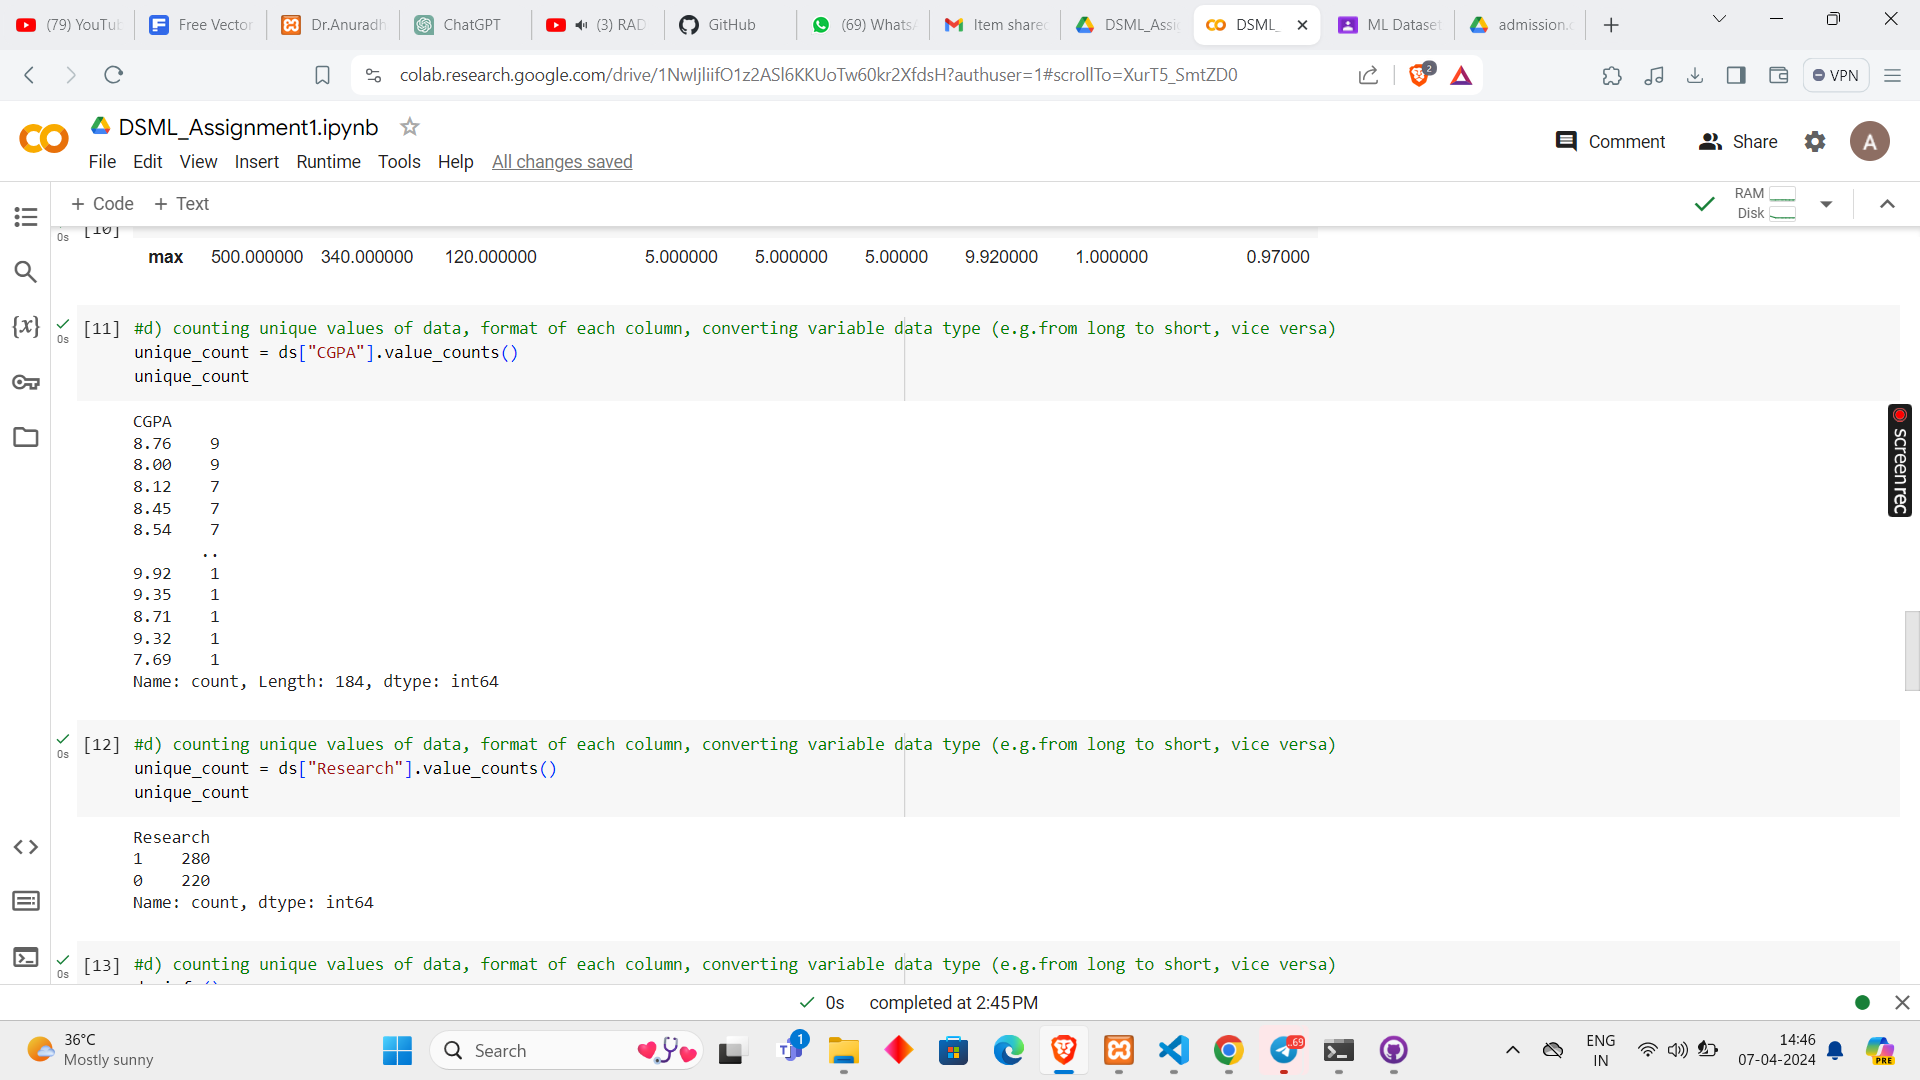 (79) YouTub
Free Vector
Dr.Anuradh
ChatGPT
(3) RAD
GitHub
(69) WhatsA
Item share
DSML_Assig
DSML_
ML Dataset
admission.c
colab.research.google.com/drive/1NwIjliifO1z2ASl6KKUoTw60kr2XfdsH?authuser=1#scrollTo=XurT5_SmtZD0
2
VPN
DSML_Assignment1.ipynb
File Edit View Insert Runtime Tools Help All changes saved
Comment
Share
A
+ Code + Text
RAM
Disk
[10]
0s
max 500.000000 340.000000 120.000000 5.000000 5.000000 5.00000 9.920000 1.000000 0.97000
[11] #d) counting unique values of data, format of each column, converting variable data type (e.g.from long to short, vice versa)
0s
unique_count = ds["CGPA"].value_counts()
unique_count
CGPA
8.76 9
8.00 9
8.12 7
8.45 7
8.54 7
..
9.92 1
9.35 1
8.71 1
9.32 1
7.69 1
Name: count, Length: 184, dtype: int64
screenrec
[12] #d) counting unique values of data, format of each column, converting variable data type (e.g.from long to short, vice versa)
0s
unique_count = ds["Research"].value_counts()
unique_count
Research
1 280
0 220
Name: count, dtype: int64
[13] #d) counting unique values of data, format of each column, converting variable data type (e.g.from long to short, vice versa)
0s
0s completed at 2:45 PM
36°C
Mostly sunny
Search
1
69
ENG
IN
14:46
07-04-2024
PRE